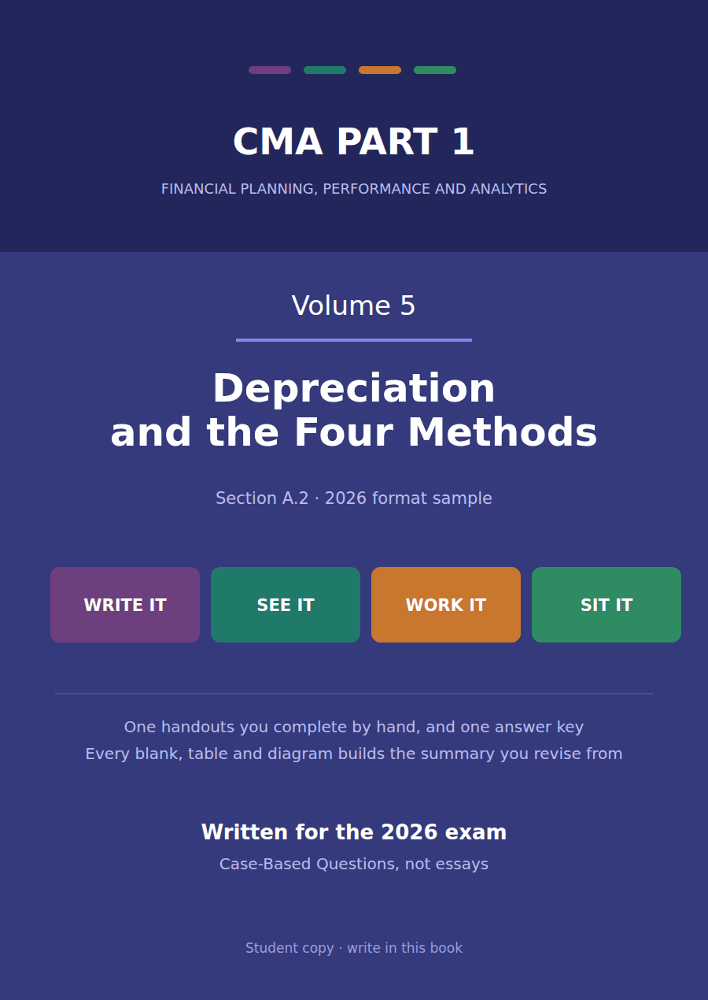 CMA PART 1
FINANCIAL PLANNING, PERFORMANCE AND ANALYTICS
Volume 5
Depreciation
and the Four Methods
Section A.2 · 2026 format sample
WRITE IT
SEE IT
WORK IT
SIT IT
One handouts you complete by hand, and one answer key
Every blank, table and diagram builds the summary you revise from
Written for the 2026 exam
Case-Based Questions, not essays
Student copy · write in this book